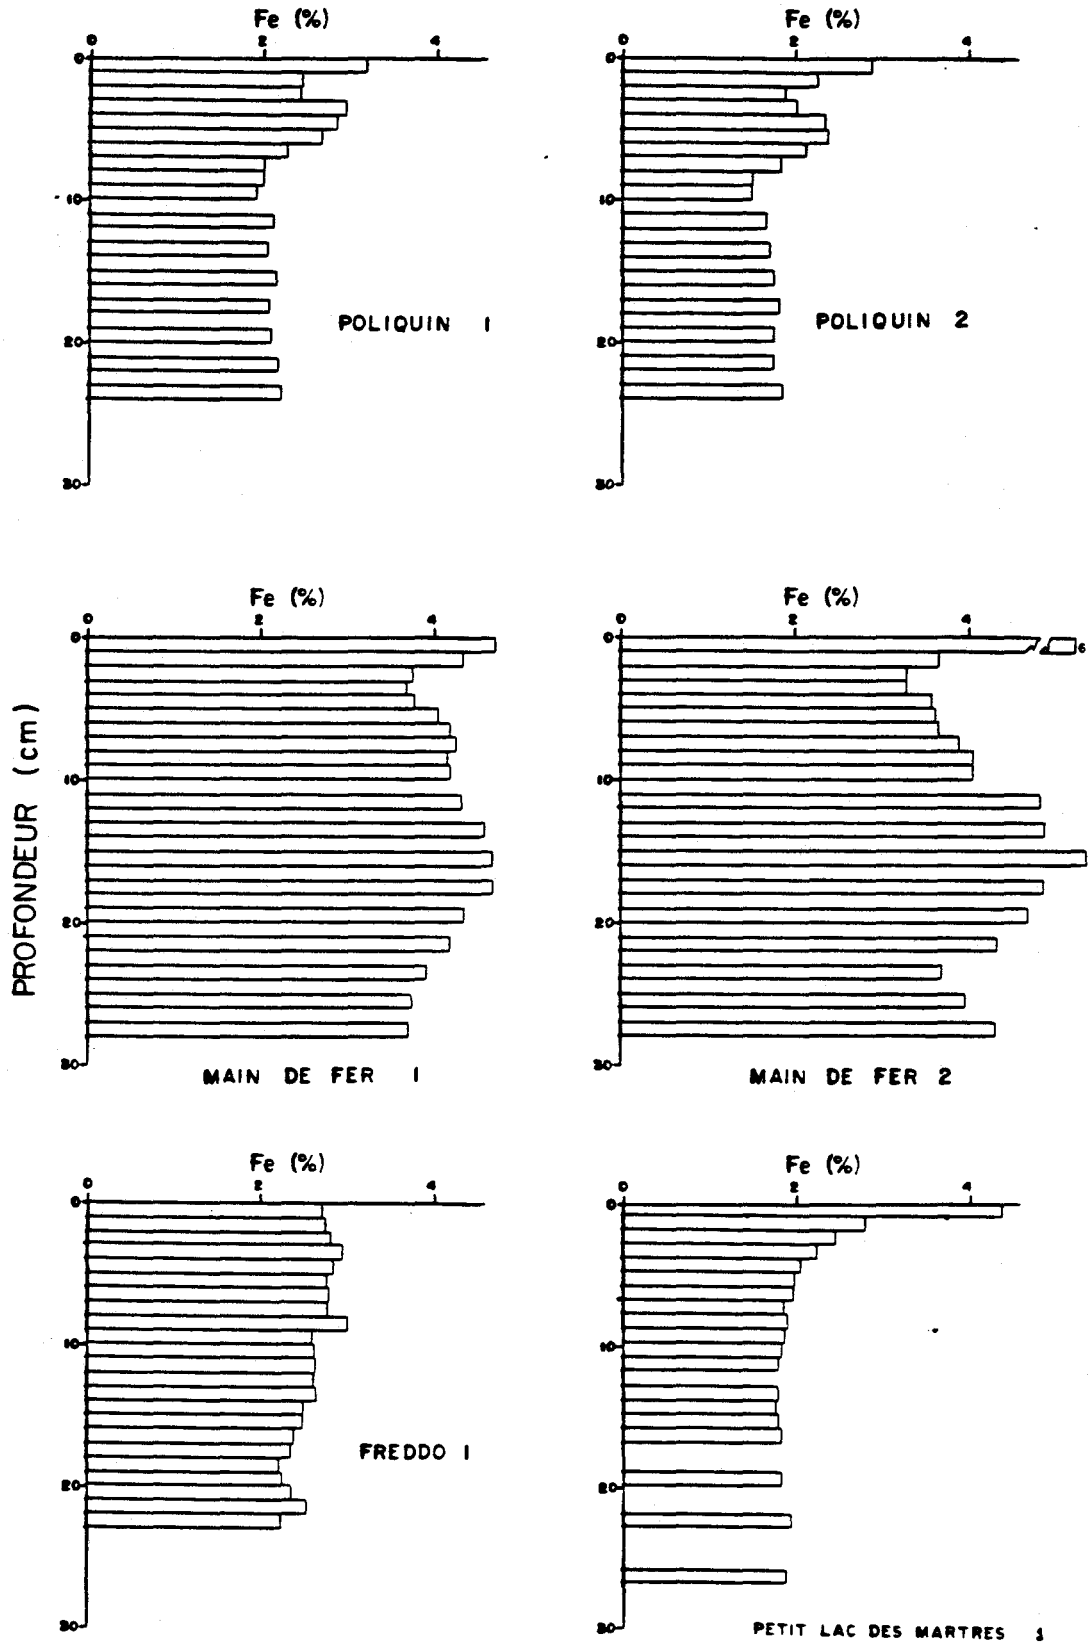 Fe (%)
0 2 4
0
10
20
30
POLIQUIN 1
Fe (%)
0 2 4
0
10
20
30
POLIQUIN 2
PROFONDEUR (cm)
Fe (%)
0 2 4
0
10
20
30
MAIN DE FER 1
Fe (%)
0 2 4
0
6
10
20
30
MAIN DE FER 2
Fe (%)
0 2 4
0
10
20
30
FREDDO 1
Fe (%)
0 2 4
0
10
20
30
PETIT LAC DES MARTRES 1